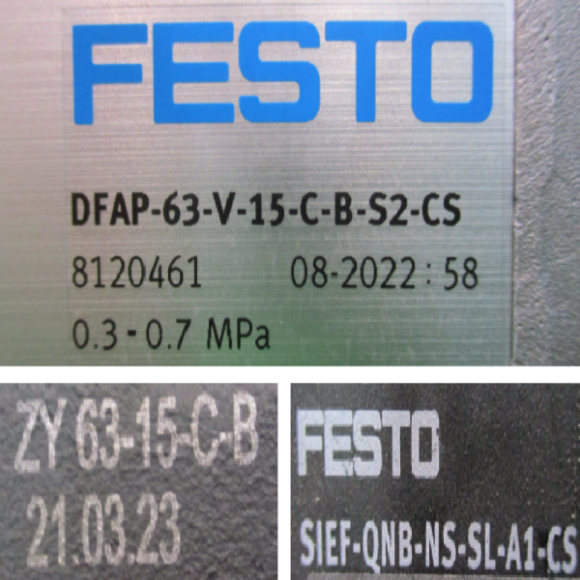 FESTO
DFAP-63-V-15-C-B-S2-CS
8120461 08-2022:58
0.3-0.7 MPa
ZY 63-15-C-B
21.03.23
FESTO
SIEF-QNB-NS-SL-A1-CS